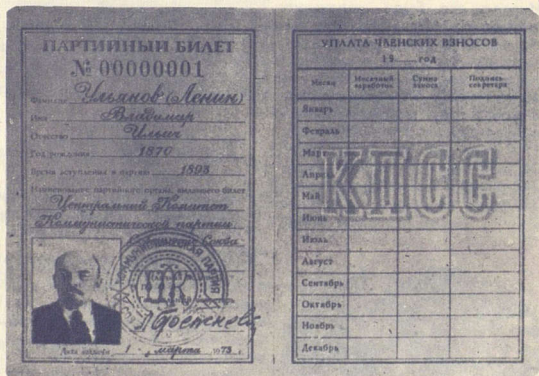 ПАРТИЙНЫЙ БИЛЕТ
№ 00000001
Фамилия Ульянов (Ленин)
Имя Владимир
Отчество Ильич
Год рождения 1870
Время вступления в партию 1893
Наименование партийного органа, выдавшего билет
Центральный Комитет
Коммунистической партии
Союза
КОММУНИСТИЧЕСКАЯ ПАРТИЯ
ЦК
Дата выдачи 1 марта 1973 г.
УПЛАТА ЧЛЕНСКИХ ВЗНОСОВ
19 год
Месяц
Месячный заработок
Сумма взноса
Подпись секретаря
Январь
Февраль
Март
Апрель
Май
Июнь
Июль
Август
Сентябрь
Октябрь
Ноябрь
Декабрь
КПСС